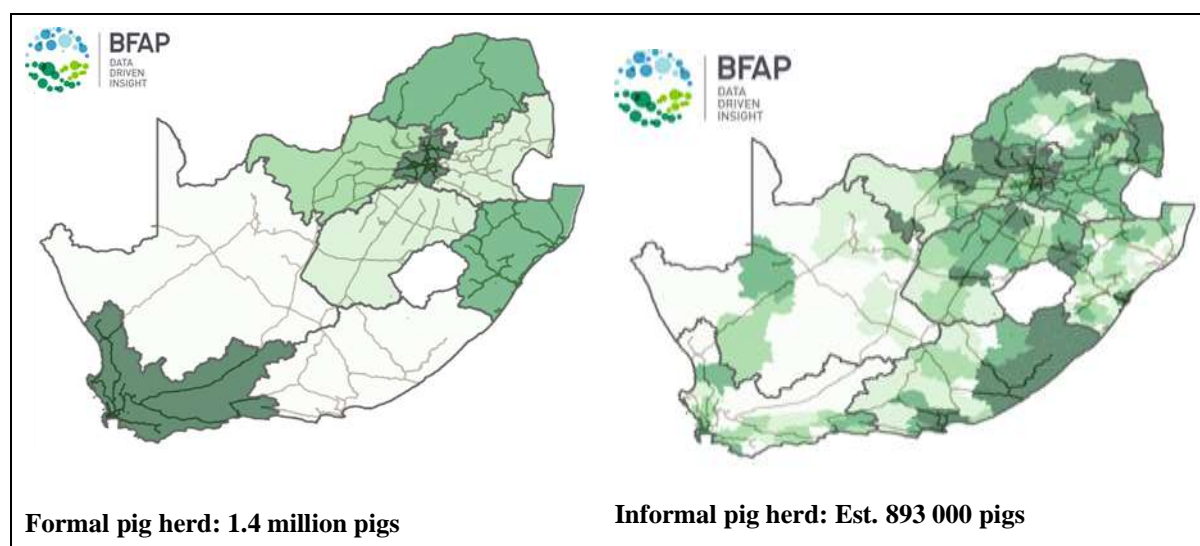 BFAP
DATA
DRIVEN
INSIGHT
Formal pig herd: 1.4 million pigs
BFAP
DATA
DRIVEN
INSIGHT
Informal pig herd: Est. 893 000 pigs